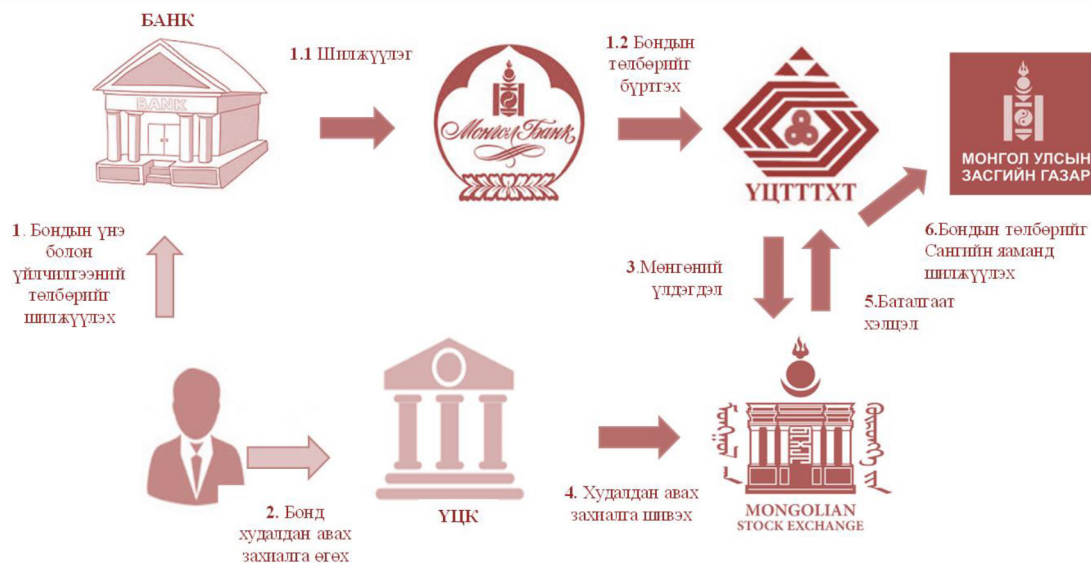 БАНК
BANK
1.1 Шилжүүлэг
Монгол Банк
1.2 Бондын
төлбөрийг
бүртгэх
ҮЦТТТХТ
МОНГОЛ УЛСЫН
ЗАСГИЙН ГАЗАР
1. Бондын үнэ
болон
үйлчилгээний
төлбөрийг
шилжүүлэх
3.Мөнгөний
үлдэгдэл
6.Бондын төлбөрийг
Сангийн яаманд
шилжүүлэх
5.Баталгаат
хэлцэл
2. Бонд
худалдан авах
захиалга өгөх
ҮЦК
4. Худалдан авах
захиалга шивэх
MONGOLIAN
STOCK EXCHANGE